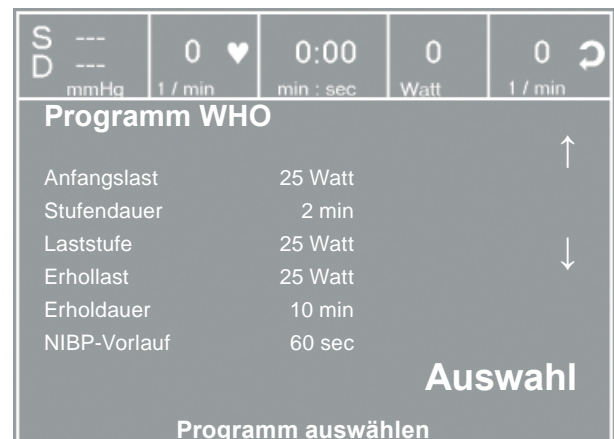 S --- 0 ♥ 0:00 0 0
D ---
mmHg 1 / min min : sec Watt 1 / min
Programm WHO
↑
Anfangslast 25 Watt
Stufendauer 2 min
Laststufe 25 Watt
↓
Erhollast 25 Watt
Erholdauer 10 min
NIBP-Vorlauf 60 sec
Auswahl
Programm auswählen